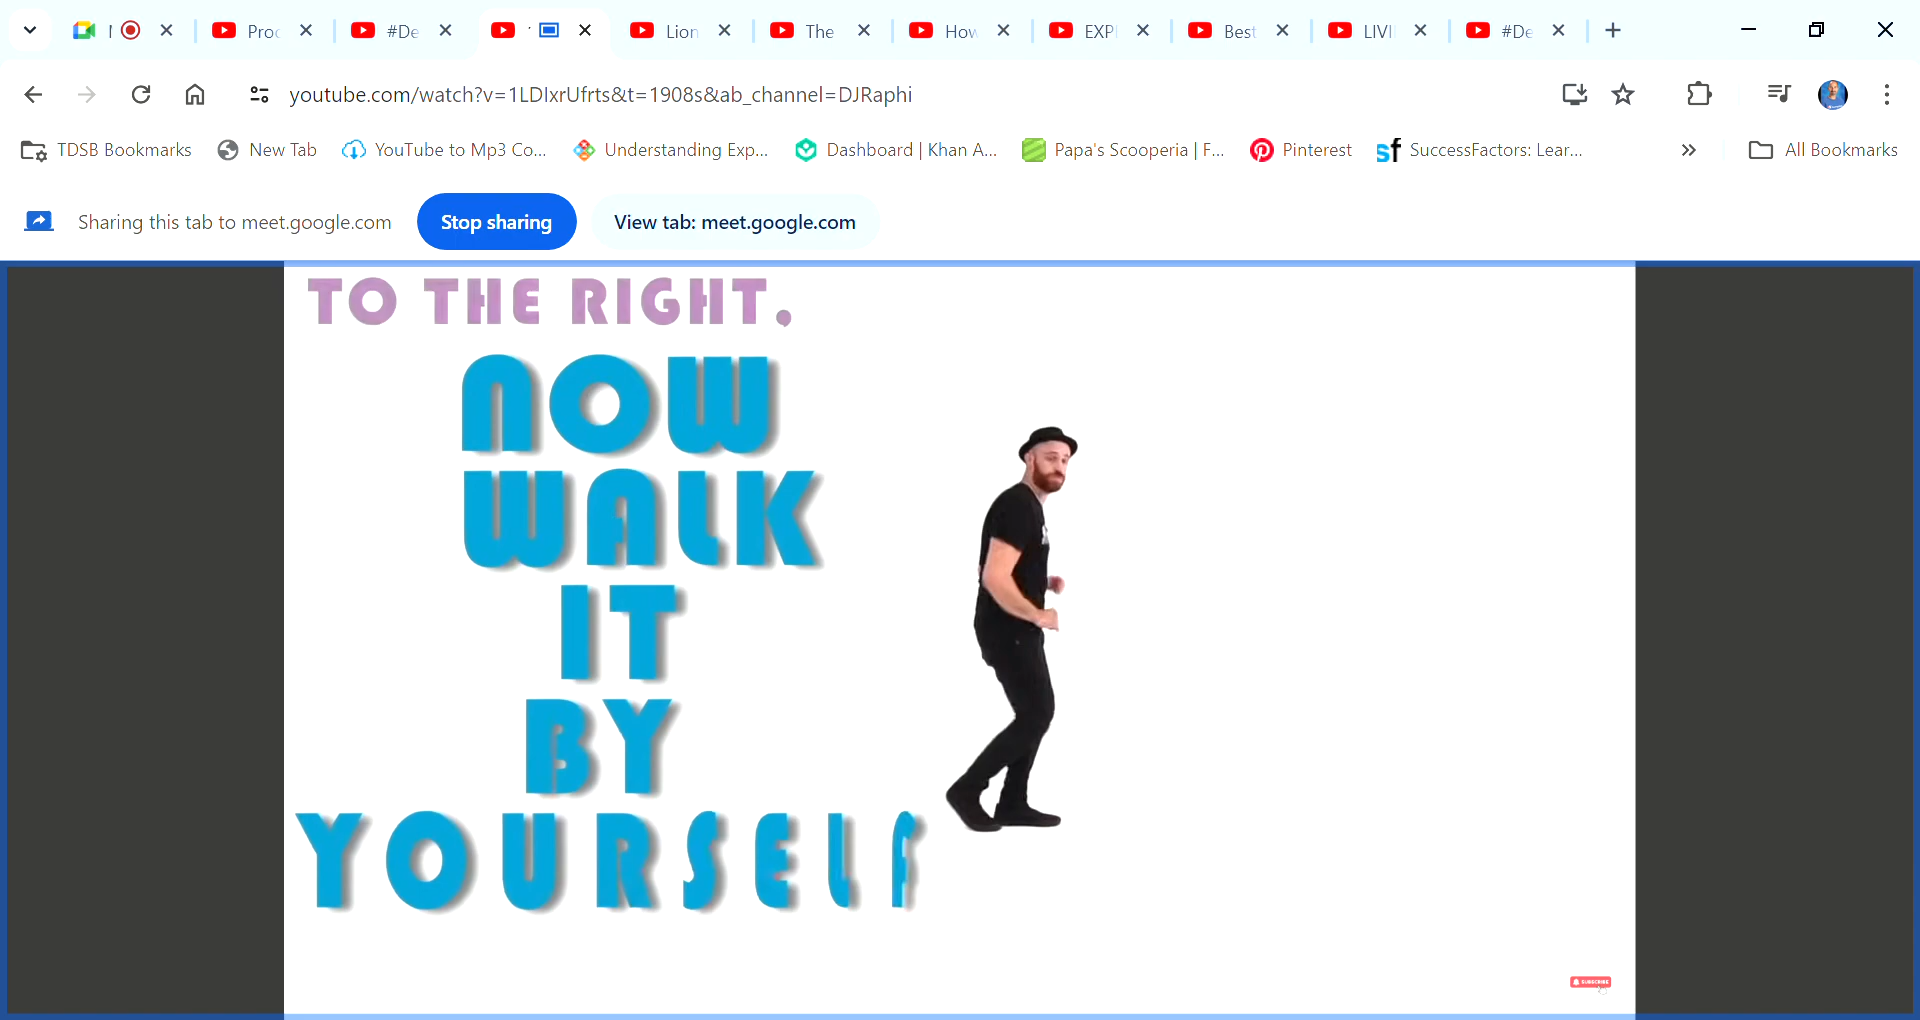 Proc
#De
Lion
The
How
EXP
Best
LIVI
#De
youtube.com/watch?v=1LDIxrUfrts&t=1908s&ab_channel=DJRaphi
TDSB Bookmarks New Tab YouTube to Mp3 Co... Understanding Exp... Dashboard | Khan A... Papa's Scooperia | F... Pinterest SuccessFactors: Lear... » All Bookmarks
Sharing this tab to meet.google.com Stop sharing View tab: meet.google.com
TO THE RIGHT.
NOW
WALK
IT
BY
YOURSELF
SUBSCRIBE